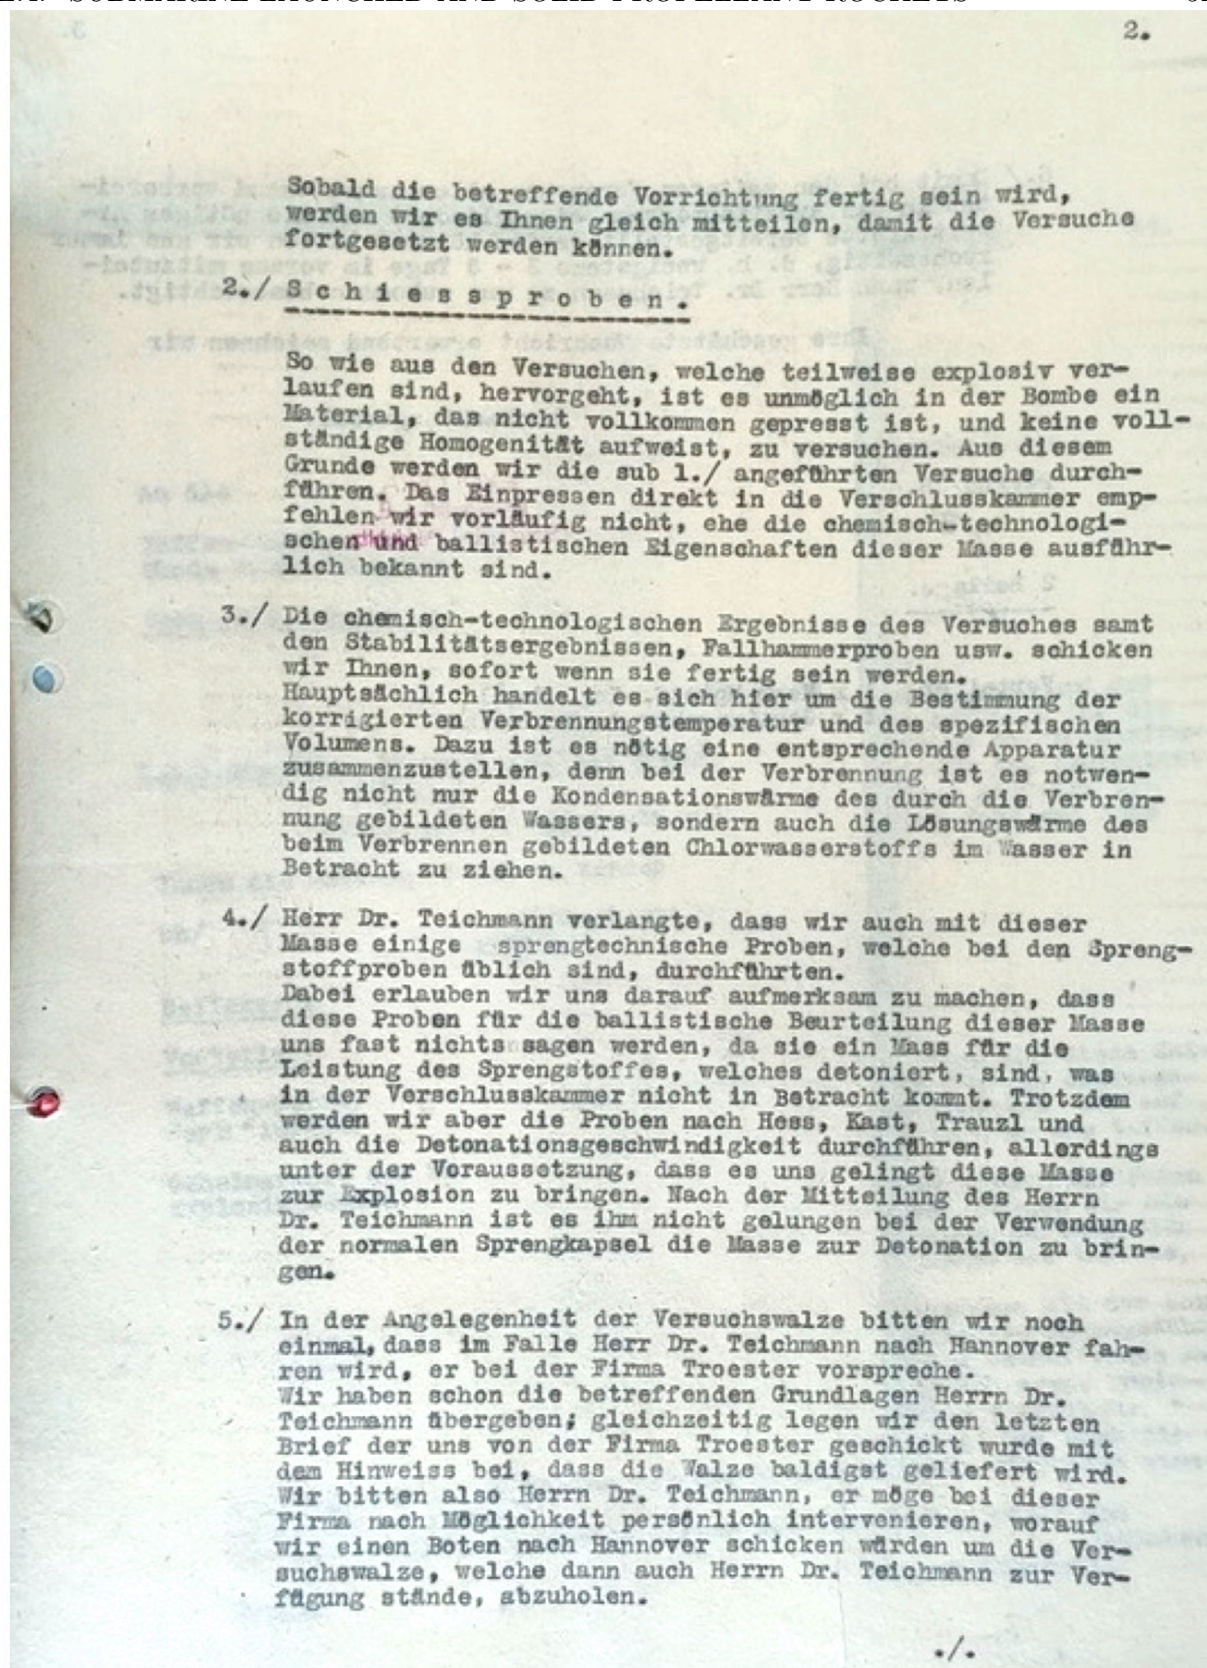 2.
Sobald die betreffende Vorrichtung fertig sein wird,
werden wir es Ihnen gleich mitteilen, damit die Versuche
fortgesetzt werden können.
2./ S c h i e s s p r o b e n .
So wie aus den Versuchen, welche teilweise explosiv ver-
laufen sind, hervorgeht, ist es unmöglich in der Bombe ein
Material, das nicht vollkommen gepresst ist, und keine voll-
ständige Homogenität aufweist, zu versuchen. Aus diesem
Grunde werden wir die sub 1./ angeführten Versuche durch-
führen. Das Einpressen direkt in die Verschlusskammer emp-
fehlen wir vorläufig nicht, ehe die chemisch-technologi-
schen und ballistischen Eigenschaften dieser Masse ausführ-
lich bekannt sind.
3./ Die chemisch-technologischen Ergebnisse des Versuches samt
den Stabilitätsergebnissen, Fallhammerproben usw. schicken
wir Ihnen, sofort wenn sie fertig sein werden.
Hauptsächlich handelt es sich hier um die Bestimmung der
korrigierten Verbrennungstemperatur und des spezifischen
Volumens. Dazu ist es nötig eine entsprechende Apparatur
zusammenzustellen, denn bei der Verbrennung ist es notwen-
dig nicht nur die Kondensationswärme des durch die Verbren-
nung gebildeten Wassers, sondern auch die Lösungswärme des
beim Verbrennen gebildeten Chlorwasserstoffs im Wasser in
Betracht zu ziehen.
4./ Herr Dr. Teichmann verlangte, dass wir auch mit dieser
Masse einige sprengtechnische Proben, welche bei den Spreng-
stoffproben üblich sind, durchführten.
Dabei erlauben wir uns darauf aufmerksam zu machen, dass
diese Proben für die ballistische Beurteilung dieser Masse
uns fast nichts sagen werden, da sie ein Mass für die
Leistung des Sprengstoffes, welches detoniert, sind, was
in der Verschlusskammer nicht in Betracht kommt. Trotzdem
werden wir aber die Proben nach Hess, Kast, Trauzl und
auch die Detonationsgeschwindigkeit durchführen, allerdings
unter der Voraussetzung, dass es uns gelingt diese Masse
zur Explosion zu bringen. Nach der Mitteilung des Herrn
Dr. Teichmann ist es ihm nicht gelungen bei der Verwendung
der normalen Sprengkapsel die Masse zur Detonation zu brin-
gen.
5./ In der Angelegenheit der Versuchswalze bitten wir noch
einmal, dass im Falle Herr Dr. Teichmann nach Hannover fah-
ren wird, er bei der Firma Troester vorspreche.
Wir haben schon die betreffenden Grundlagen Herrn Dr.
Teichmann übergeben; gleichzeitig legen wir den letzten
Brief der uns von der Firma Troester geschickt wurde mit
dem Hinweiss bei, dass die Walze baldigst geliefert wird.
Wir bitten also Herrn Dr. Teichmann, er möge bei dieser
Firma nach Möglichkeit persönlich intervenieren, worauf
wir einen Boten nach Hannover schicken würden um die Ver-
suchswalze, welche dann auch Herrn Dr. Teichmann zur Ver-
fügung stände, abzuholen.
./.